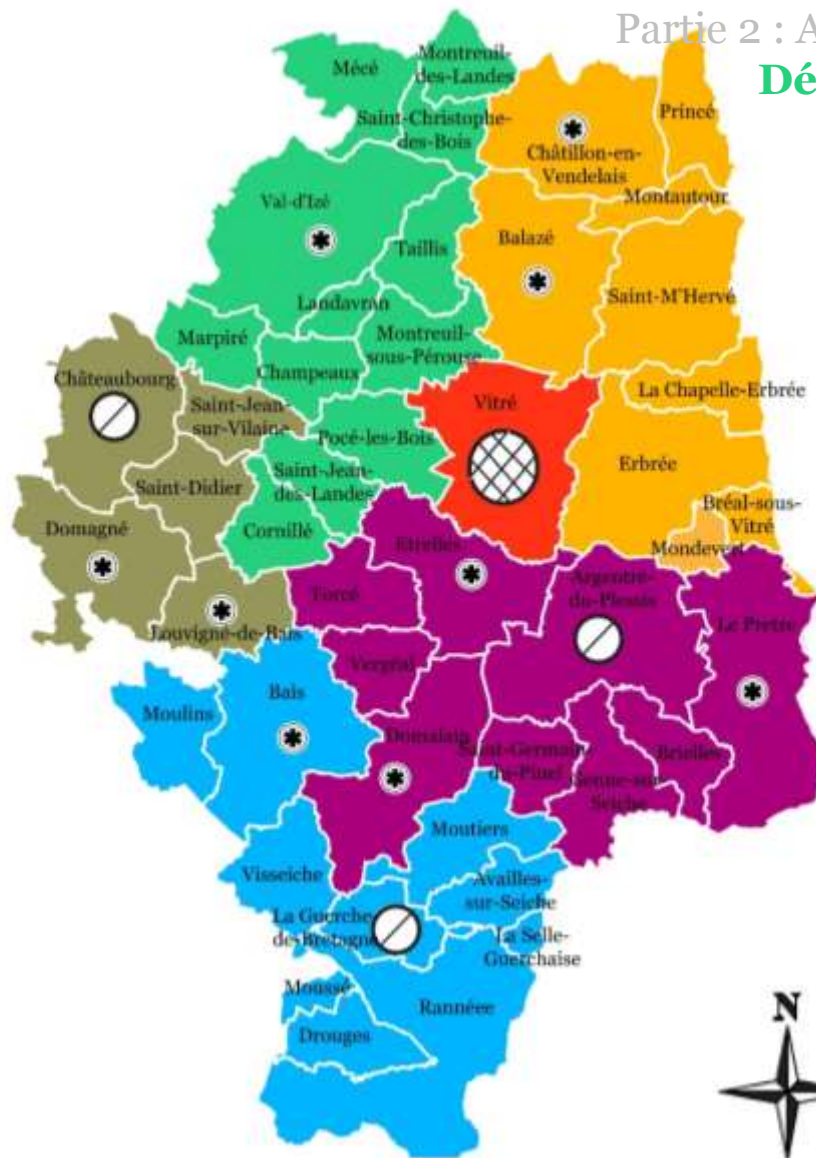 Partie 2 : A
Dé
Mécé
Montreuil-
des-Landes
Saint-Christophe-
des-Bois
Châtillon-en-
Vendelais
Princé
Montautour
Val-d'Izé
Taillis
Balazé
Saint-M'Hervé
Landavran
Marpiré
Montreuil-
sous-Pérouse
Champeaux
Châteaubourg
Saint-Jean-
sur-Vilaine
Vitré
La Chapelle-Erbrée
Pocé-les-Bois
Erbrée
Saint-Didier
Saint-Jean-
des-Landes
Cornillé
Domagné
Bréal-sous-
Vitré
Etrelles
Torcé
Argentré-
du-Plessis
Le Pertre
Louvigné-de-Bais
Vergéal
Bais
Moulins
Domalain
Saint-Germain-
du-Pinel
Brielles
Genne-sur-
Seiche
Moutiers
Visseiche
Availles-
sur-Seiche
La Guerche-
de-Bretagne
La Selle-
Guerchaise
Moussé
Rannéee
Drouges
N